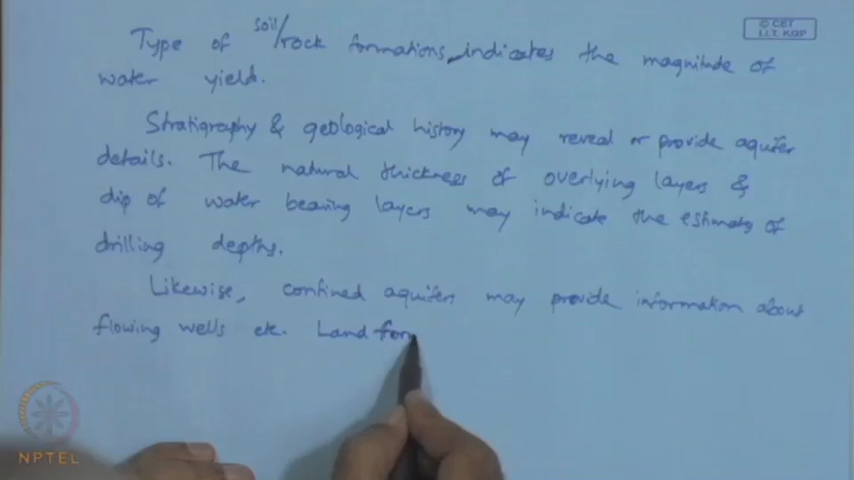 © CET
I.I.T. KGP
Type of soil/rock formations, indicates the magnitude of
water yield.
Stratigraphy & geological history may reveal or provide aquifer
details. The natural thickness of overlying layers &
dip of water bearing layers may indicate the estimate of
drilling depths.
Likewise, confined aquifers may provide information about
flowing wells etc. Land form
NPTEL